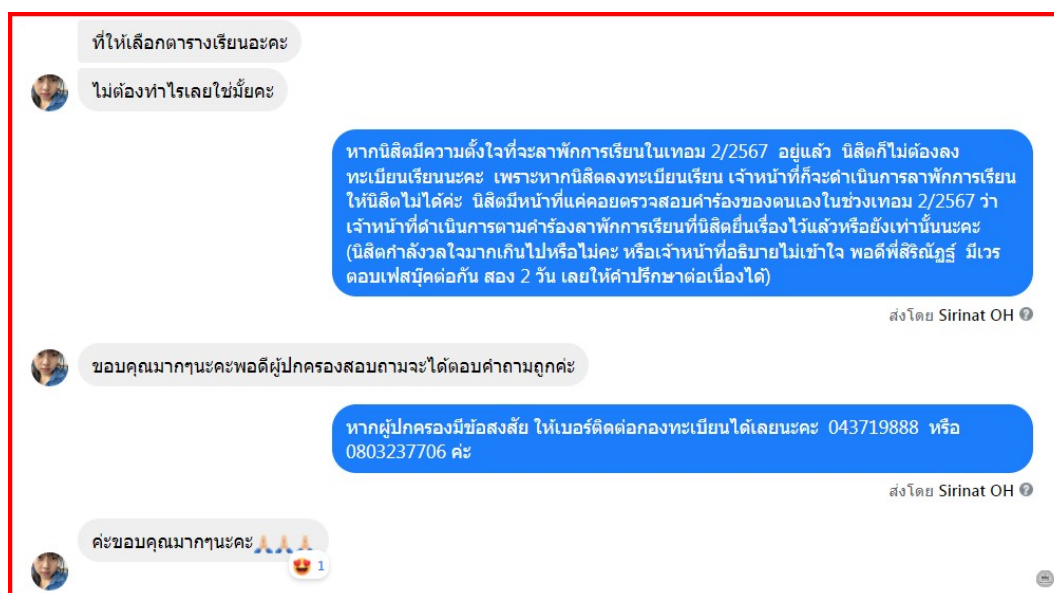 ที่ให้เลือกตารางเรียนอะคะ
ไม่ต้องทำไรเลยใช่มั้ยคะ
หากนิสิตมีความตั้งใจที่จะลาพักการเรียนในเทอม 2/2567 อยู่แล้ว นิสิตก็ไม่ต้องลง
ทะเบียนเรียนนะคะ เพราะหากนิสิตลงทะเบียนเรียน เจ้าหน้าที่ก็จะดำเนินการลาพักการเรียน
ให้นิสิตไม่ได้ค่ะ นิสิตมีหน้าที่แค่คอยตรวจสอบคำร้องของตนเองในช่วงเทอม 2/2567 ว่า
เจ้าหน้าที่ดำเนินการตามคำร้องลาพักการเรียนที่นิสิตยื่นเรื่องไว้แล้วหรือยังเท่านั้นนะคะ
(นิสิตกำลังวลใจมากเกินไปหรือไม่คะ หรือเจ้าหน้าที่อธิบายไม่เข้าใจ พอดีพี่สิริณัฏฐ์ มีเวร
ตอบเฟสบุ๊คต่อกัน สอง 2 วัน เลยให้คำปรึกษาต่อเนื่องได้)
ส่งโดย Sirinat OH
ขอบคุณมากๆนะคะพอดีผู้ปกครองสอบถามจะได้ตอบคำถามถูกค่ะ
หากผู้ปกครองมีข้อสงสัย ให้เบอร์ติดต่อกองทะเบียนได้เลยนะคะ 043719888 หรือ
0803237706 ค่ะ
ส่งโดย Sirinat OH
ค่ะขอบคุณมากๆนะคะ🙏🏻🙏🏻🙏🏻
😍 1